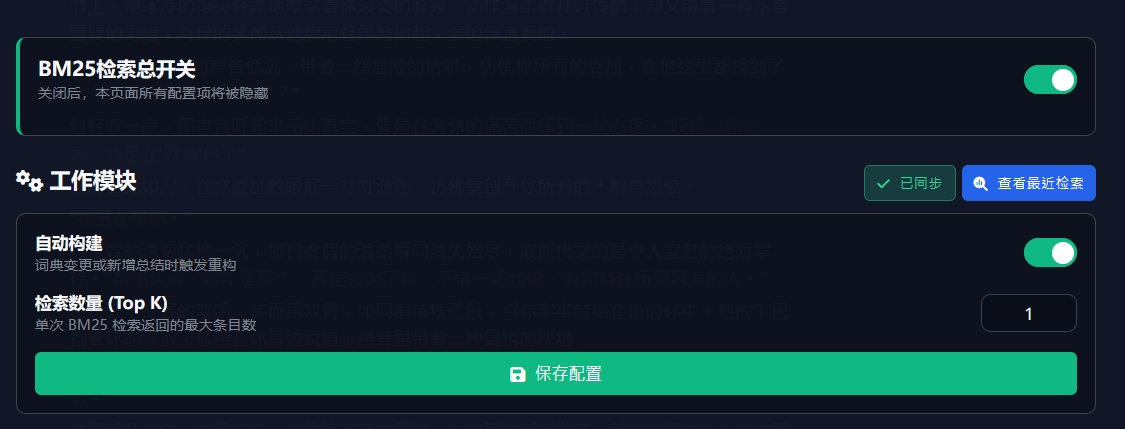 BM25检索总开关
关闭后，本页面所有配置项将被隐藏
工作模块
已同步
查看最近检索
自动构建
词典变更或新增总结时触发重构
检索数量 (Top K)
单次 BM25 检索返回的最大条目数
1
保存配置